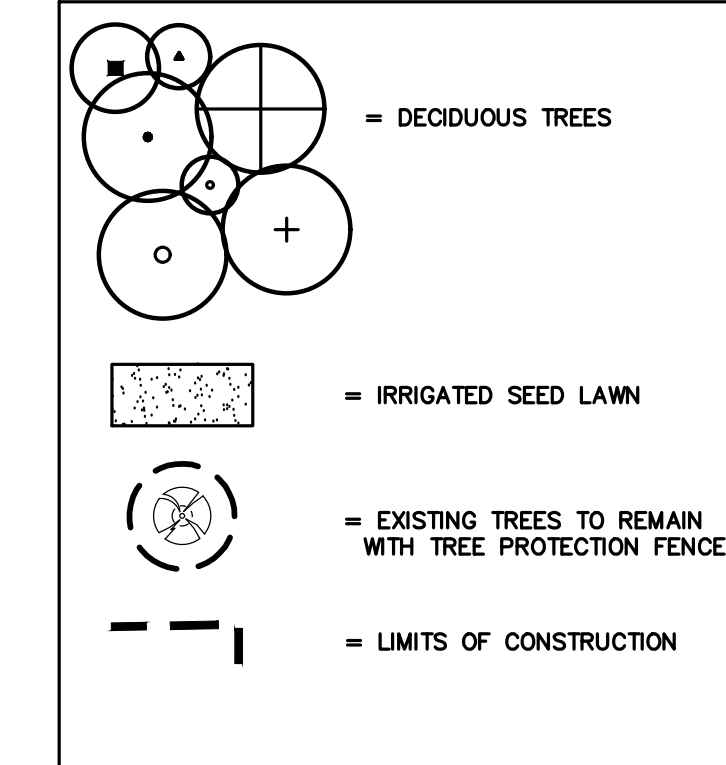 = DECIDUOUS TREES
= IRRIGATED SEED LAWN
= EXISTING TREES TO REMAIN
WITH TREE PROTECTION FENCE
= LIMITS OF CONSTRUCTION